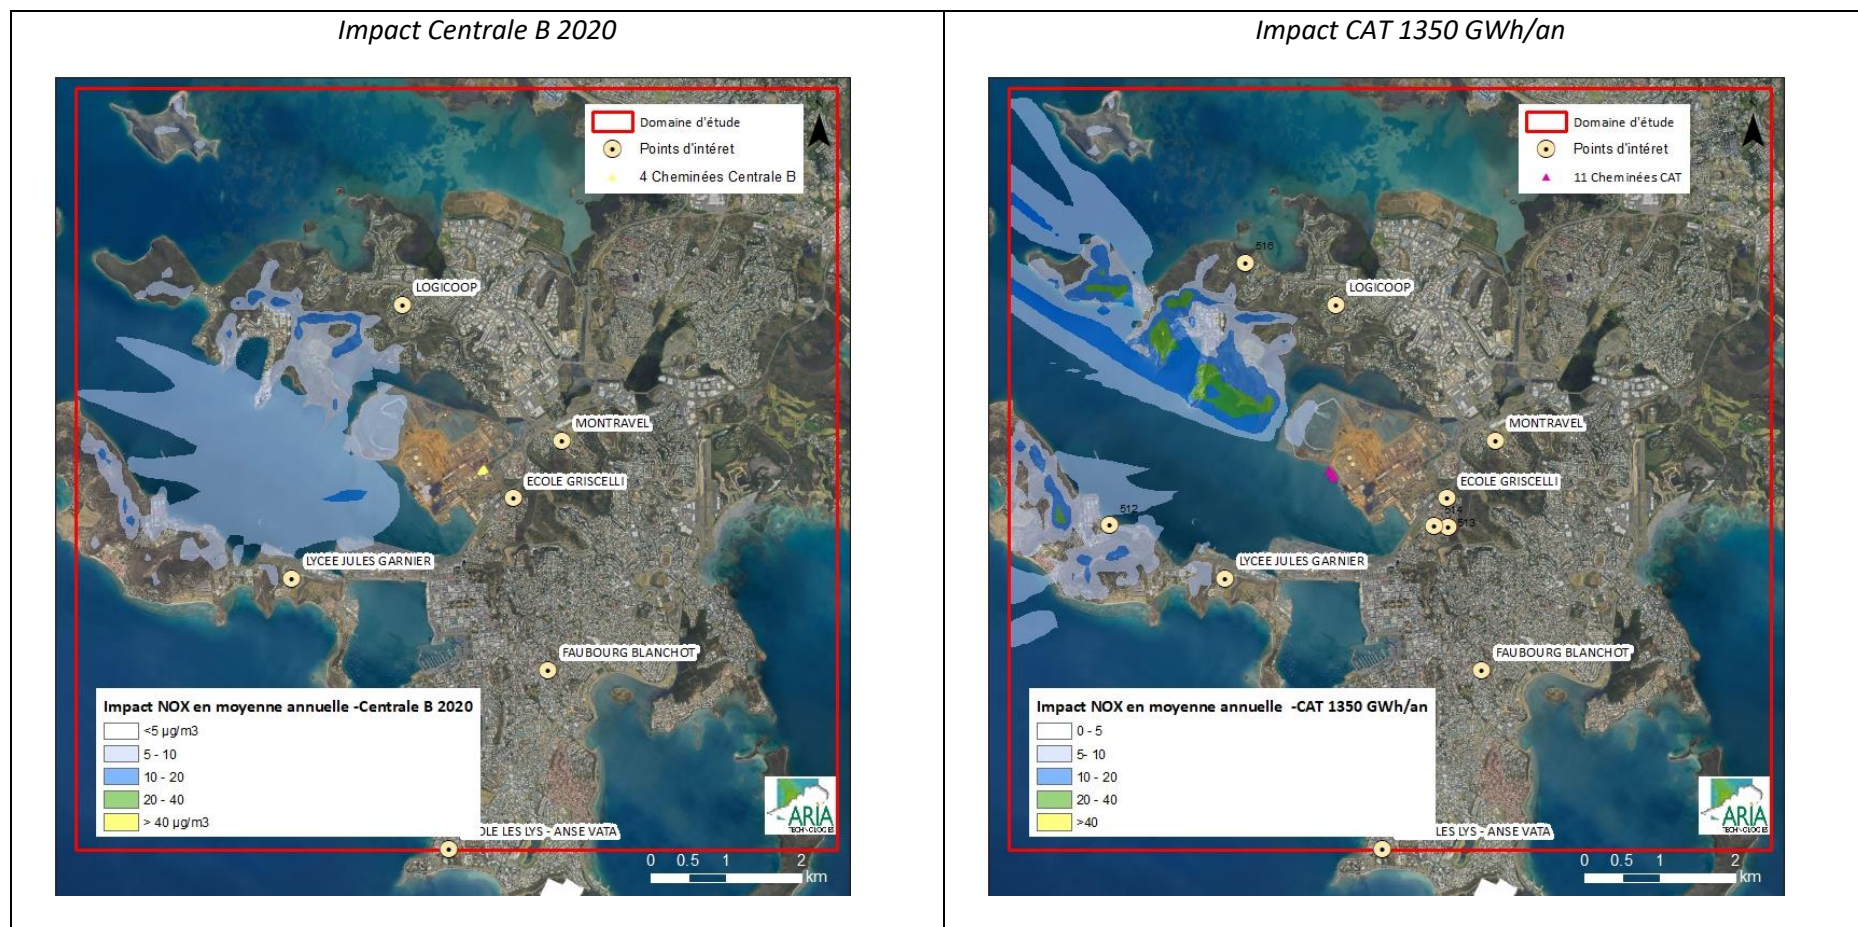 Impact Centrale B 2020
Domaine d'étude
Points d'intéret
4 Cheminées Centrale B
LOGICOOP
MONTRAVEL
ECOLE GRISCELLI
LYCEE JULES GARNIER
FAUBOURG BLANCHOT
Impact NOX en moyenne annuelle -Centrale B 2020
<5 µg/m3
5 - 10
10 - 20
20 - 40
> 40 µg/m3
OLE LES LYS - ANSE VATA
ARIA
TECHNOLOGIES
0 0.5 1 2
km
Impact CAT 1350 GWh/an
Domaine d'étude
Points d'intéret
11 Cheminées CAT
516
LOGICOOP
MONTRAVEL
ECOLE GRISCELLI
514
513
512
LYCEE JULES GARNIER
FAUBOURG BLANCHOT
Impact NOX en moyenne annuelle -CAT 1350 GWh/an
0 - 5
5- 10
10 - 20
20 - 40
>40
LES LYS - ANSE VATA
ARIA
TECHNOLOGIES
0 0.5 1 2
km